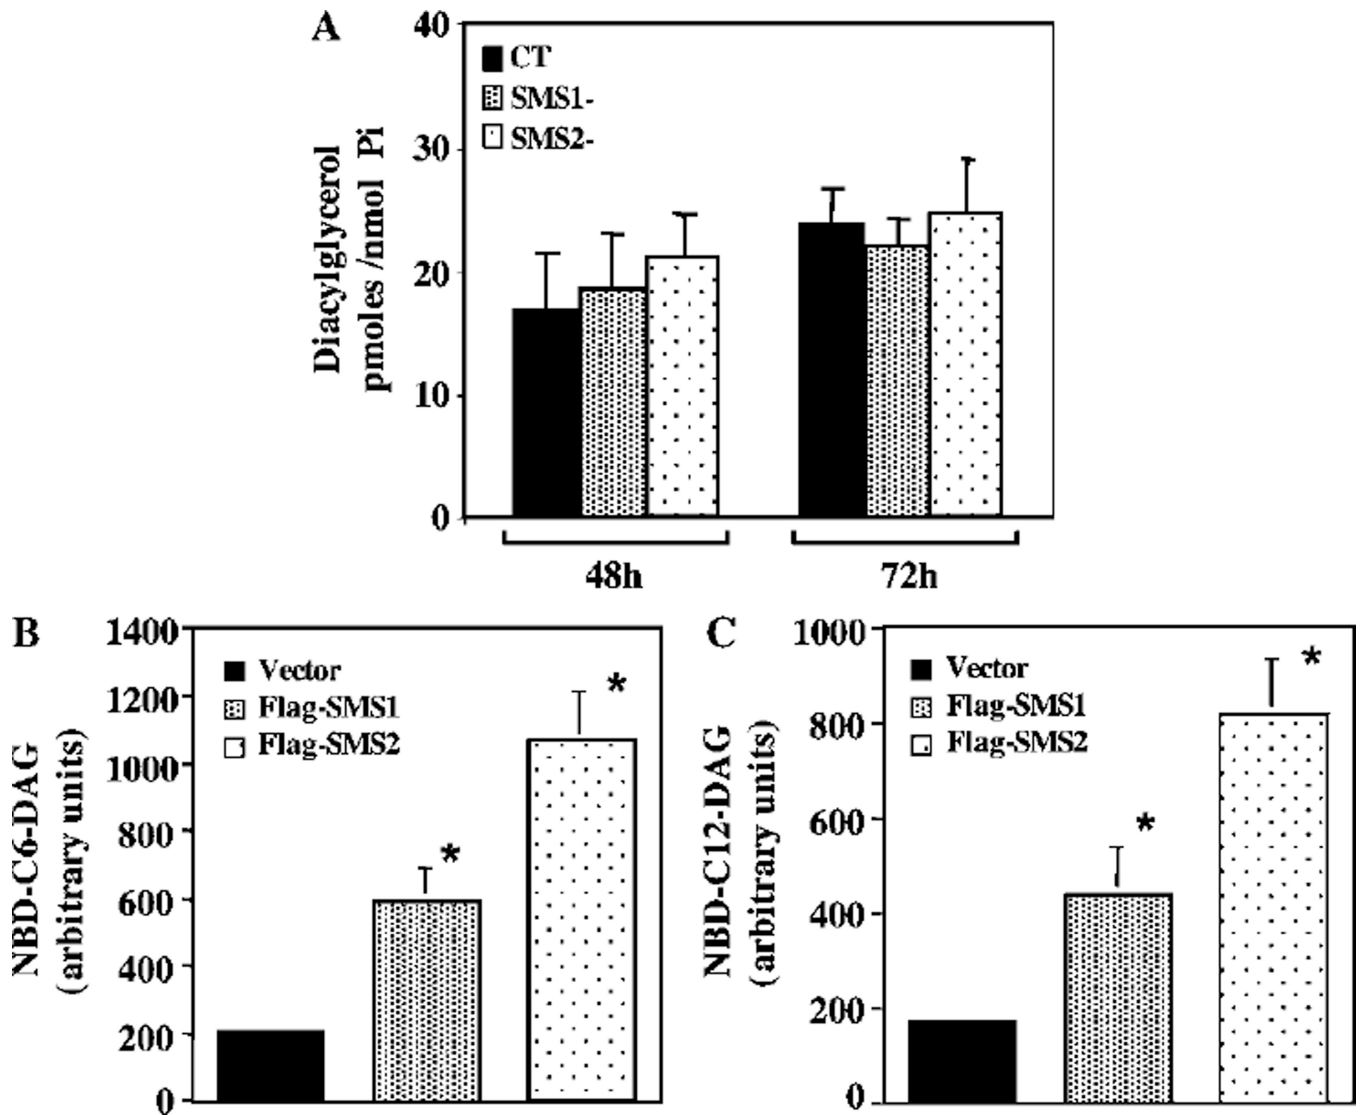 A
40
30
20
10
0
Diacylglycerol
pmoles /nmol Pi
CT
SMS1-
SMS2-
48h
72h
B
1400
1200
1000
800
600
400
200
0
NBD-C6-DAG
(arbitrary units)
Vector
Flag-SMS1
Flag-SMS2
*
*
C
1000
800
600
400
200
0
NBD-C12-DAG
(arbitrary units)
Vector
Flag-SMS1
Flag-SMS2
*
*